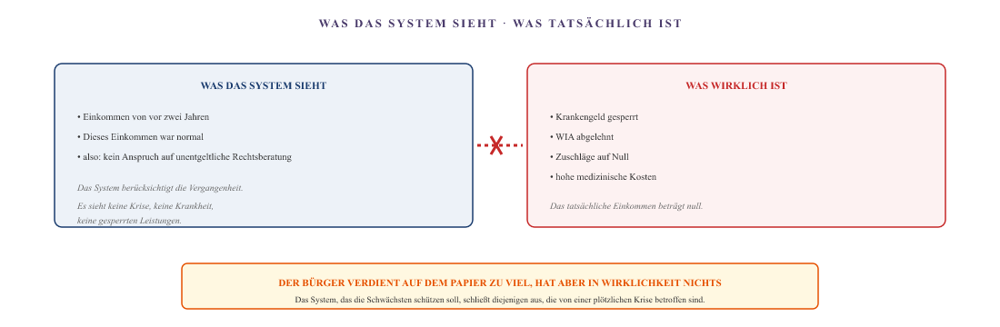 WAS DAS SYSTEM SIEHT · WAS TATSÄCHLICH IST
WAS DAS SYSTEM SIEHT
• Einkommen von vor zwei Jahren
• Dieses Einkommen war normal
• also: kein Anspruch auf unentgeltliche Rechtsberatung
Das System berücksichtigt die Vergangenheit.
Es sieht keine Krise, keine Krankheit,
keine gesperrten Leistungen.
WAS WIRKLICH IST
• Krankengeld gesperrt
• WIA abgelehnt
• Zuschläge auf Null
• hohe medizinische Kosten
Das tatsächliche Einkommen beträgt null.
DER BÜRGER VERDIENT AUF DEM PAPIER ZU VIEL, HAT ABER IN WIRKLICHKEIT NICHTS
Das System, das die Schwächsten schützen soll, schließt diejenigen aus, die von einer plötzlichen Krise betroffen sind.